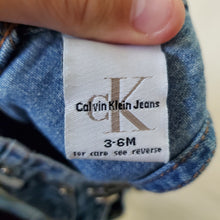 cK
Calvin Klein Jeans
3-6M
for care see reverse